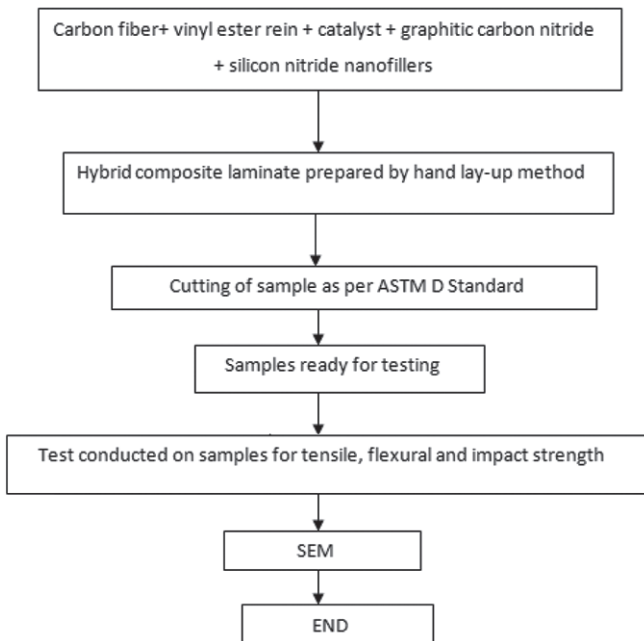 Carbon fiber+ vinyl ester rein + catalyst + graphitic carbon nitride
+ silicon nitride nanofillers
Hybrid composite laminate prepared by hand lay-up method
Cutting of sample as per ASTM D Standard
Samples ready for testing
Test conducted on samples for tensile, flexural and impact strength
SEM
END